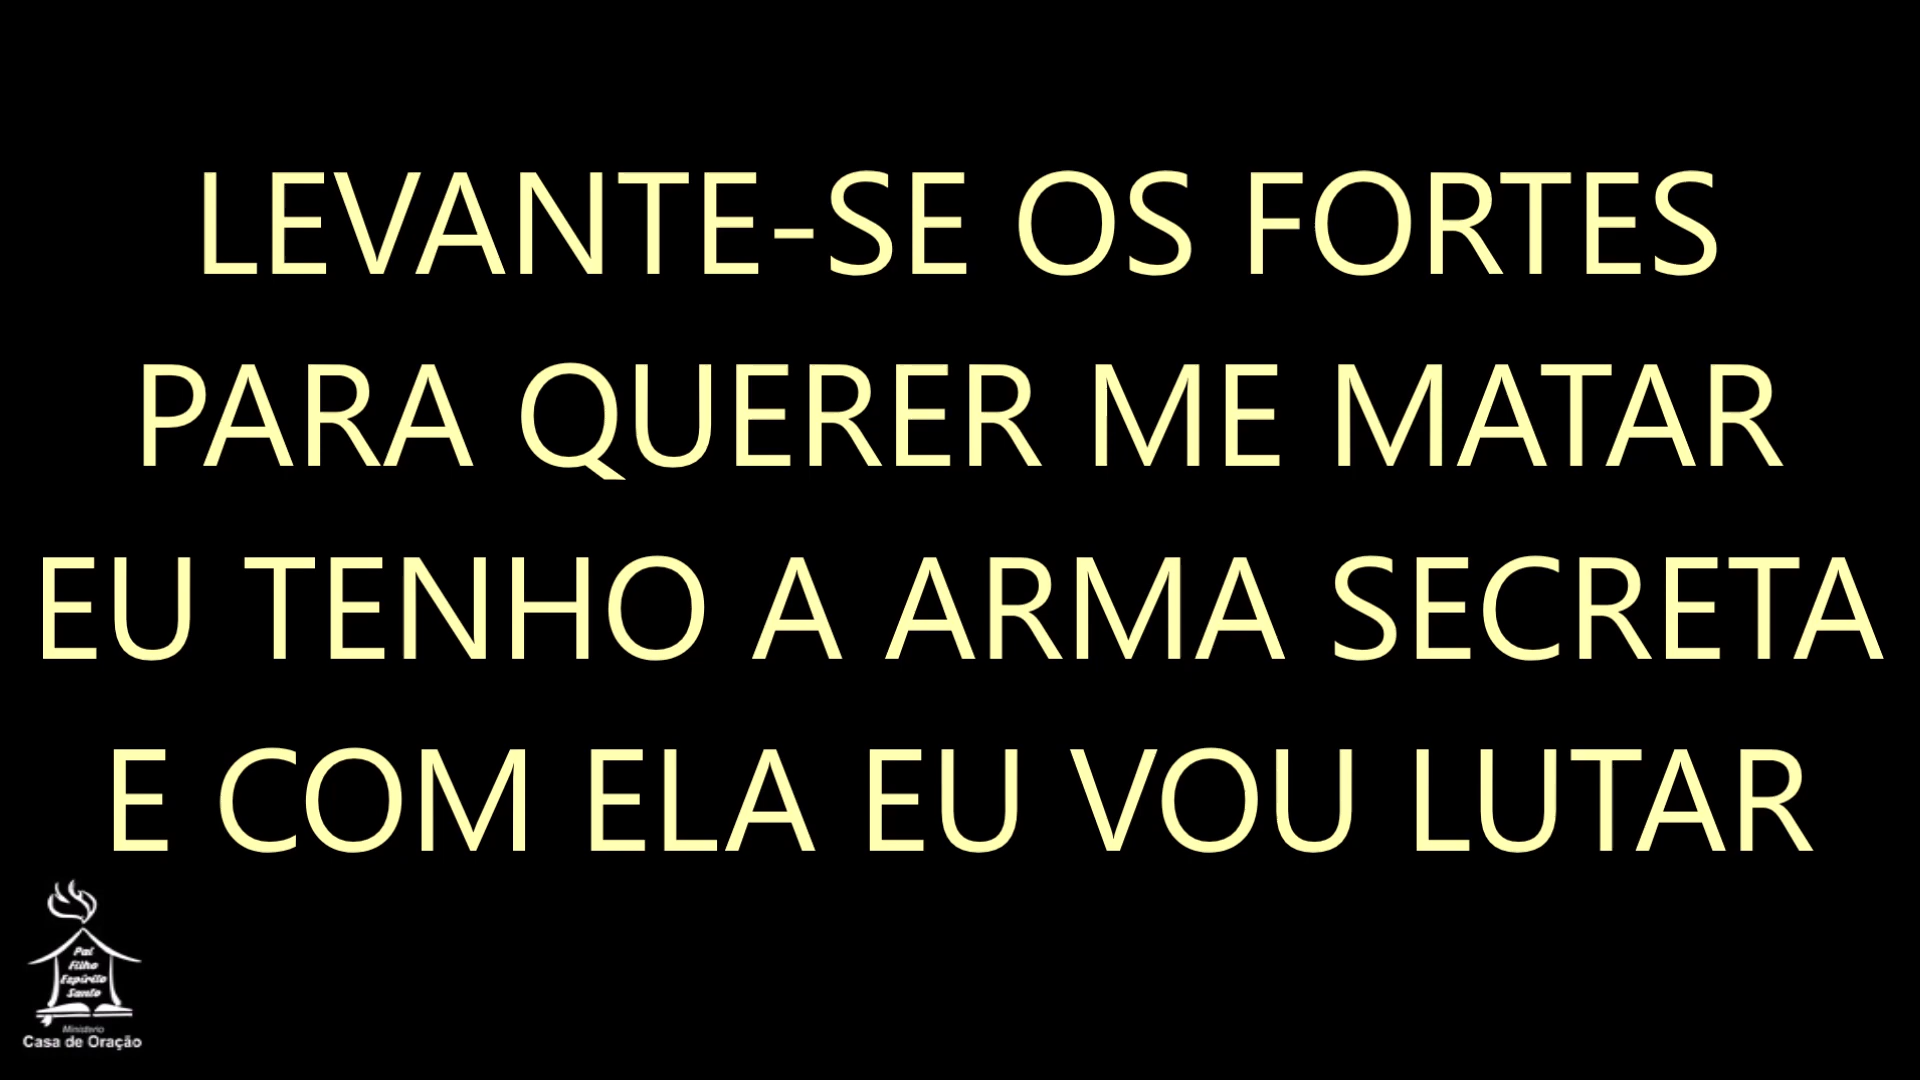 LEVANTE-SE OS FORTES
PARA QUERER ME MATAR
EU TENHO A ARMA SECRETA
E COM ELA EU VOU LUTAR
Pai
Filho
Espírito
Santo
Ministerio
Casa de Oração